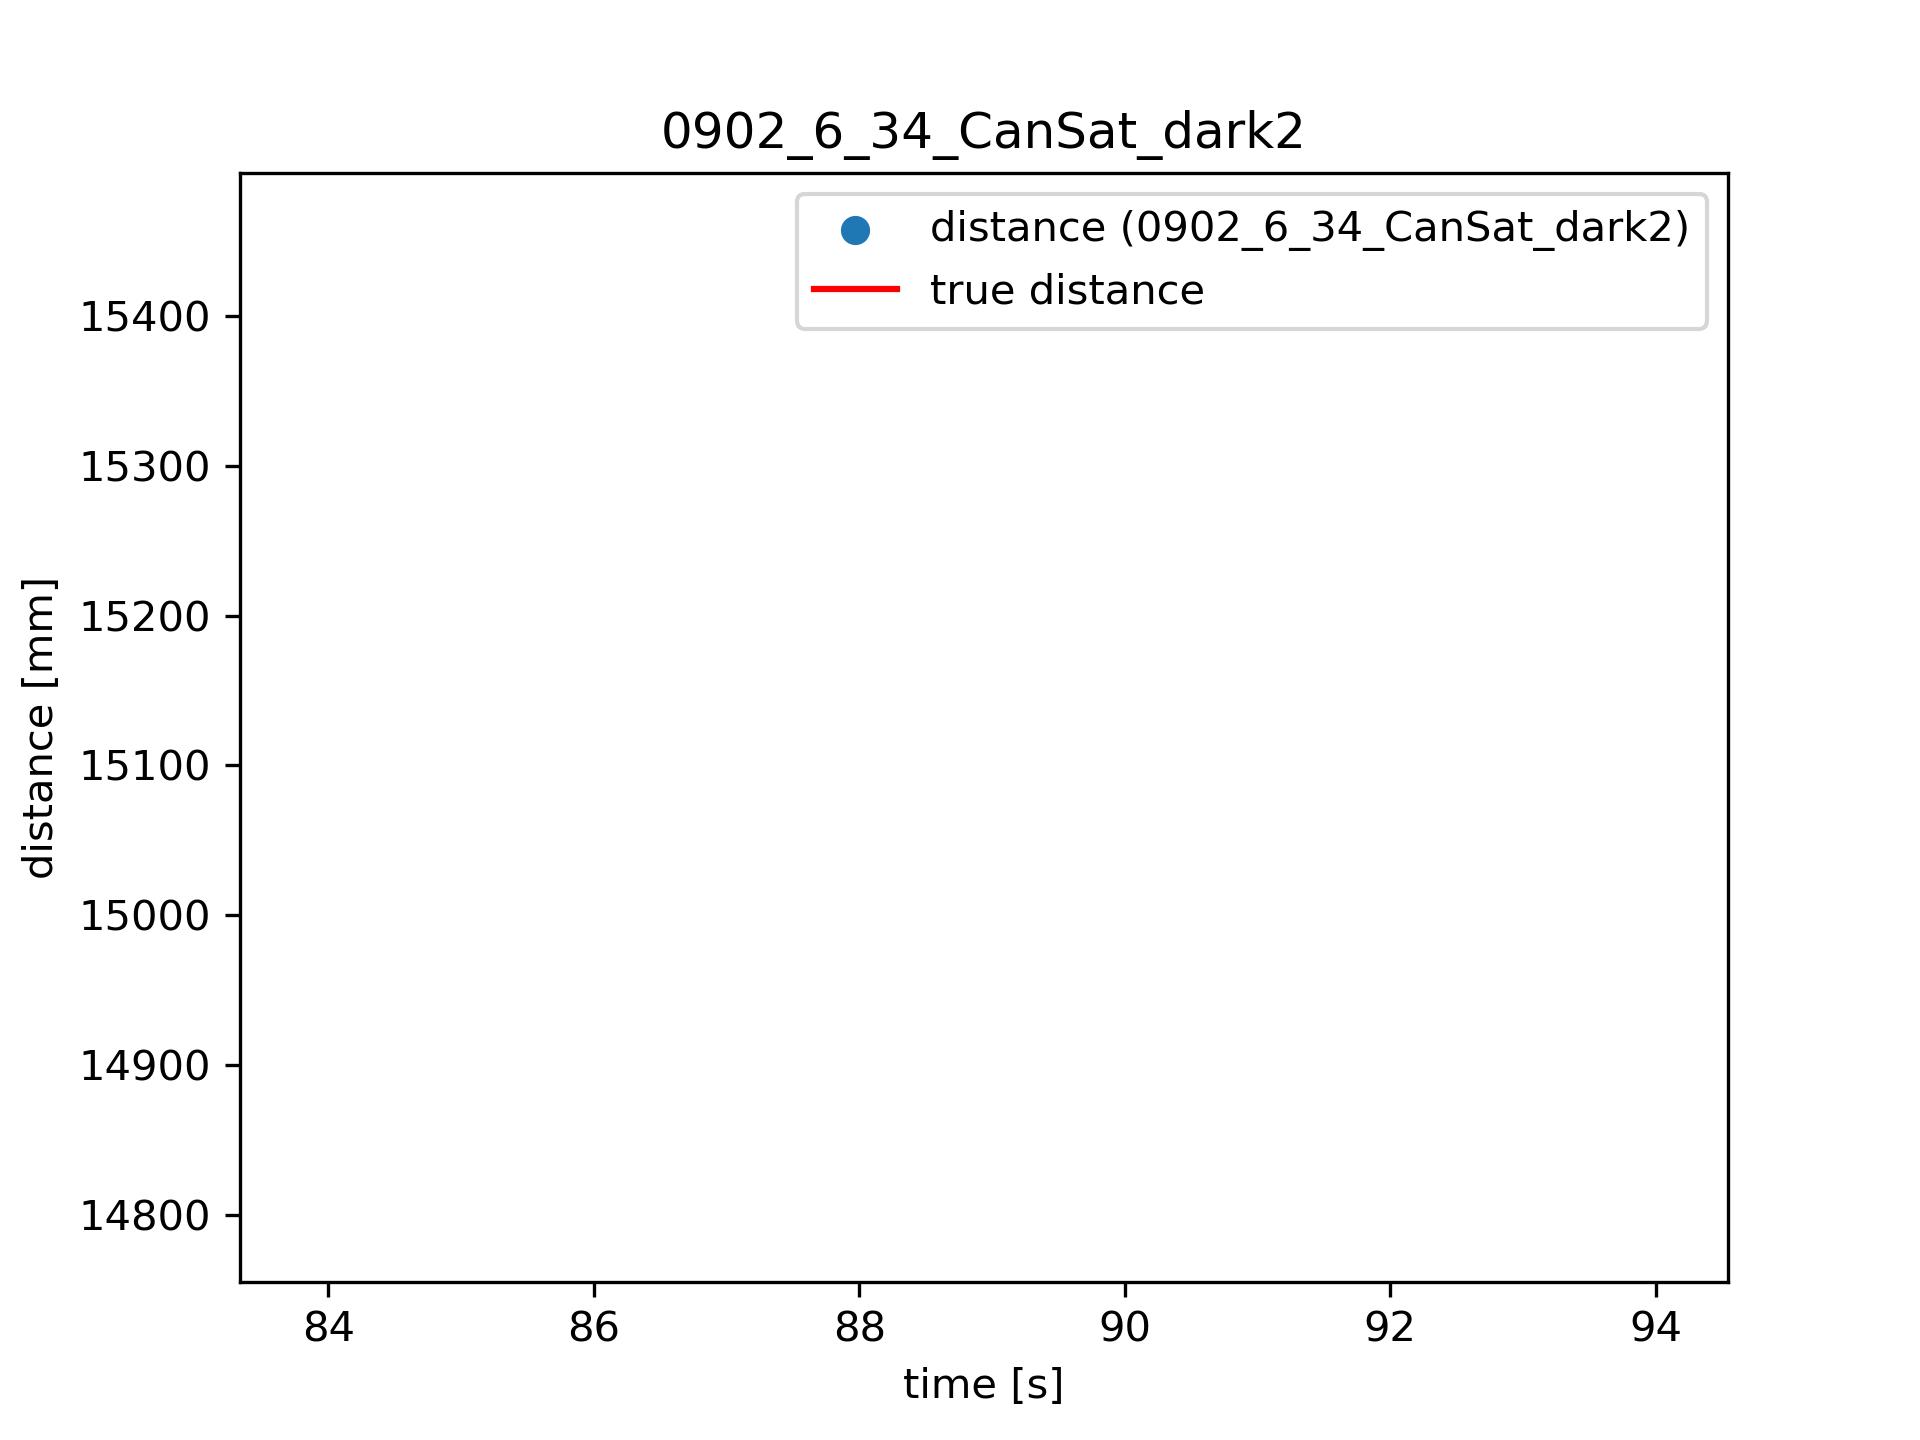 0902_6_34_CanSat_dark2
distance (0902_6_34_CanSat_dark2)
true distance
15400
15300
15200
15100
15000
14900
14800
distance [mm]
84 86 88 90 92 94
time [s]